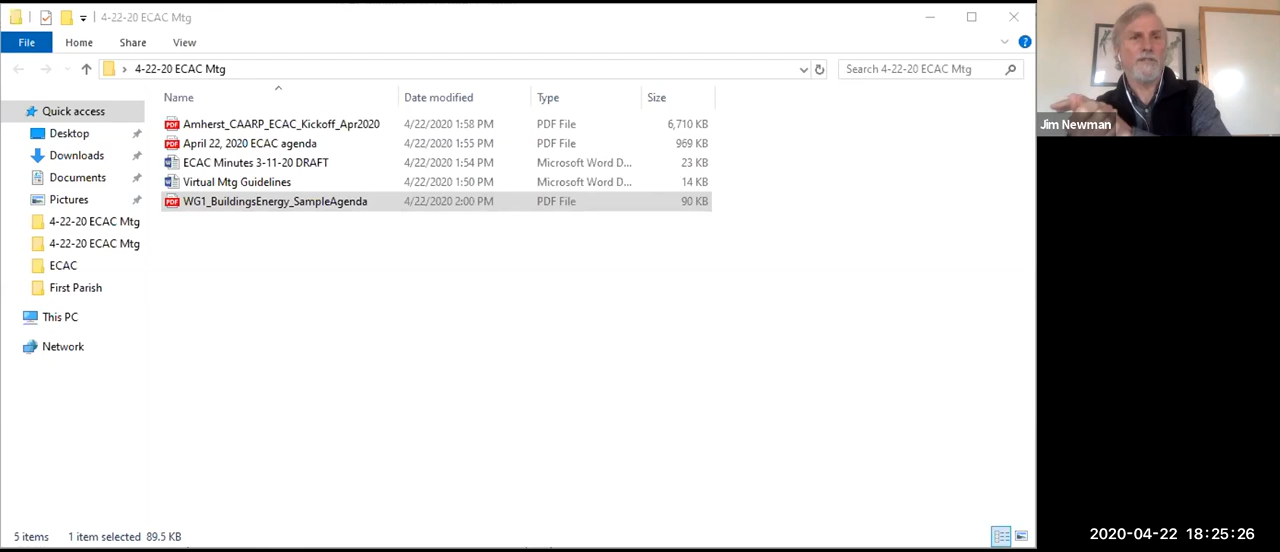 4-22-20 ECAC Mtg
File Home Share View
4-22-20 ECAC Mtg
Search 4-22-20 ECAC Mtg
Quick access
Desktop
Downloads
Documents
Pictures
4-22-20 ECAC Mtg
4-22-20 ECAC Mtg
ECAC
First Parish
This PC
Network
Name Date modified Type Size
PDF Amherst_CAARP_ECAC_Kickoff_Apr2020 4/22/2020 1:58 PM PDF File 6,710 KB
PDF April 22, 2020 ECAC agenda 4/22/2020 1:55 PM PDF File 969 KB
ECAC Minutes 3-11-20 DRAFT 4/22/2020 1:54 PM Microsoft Word D... 23 KB
Virtual Mtg Guidelines 4/22/2020 1:50 PM Microsoft Word D... 14 KB
PDF WG1_BuildingsEnergy_SampleAgenda 4/22/2020 2:00 PM PDF File 90 KB
5 items 1 item selected 89.5 KB
Jim Newman
2020-04-22 18:25:26